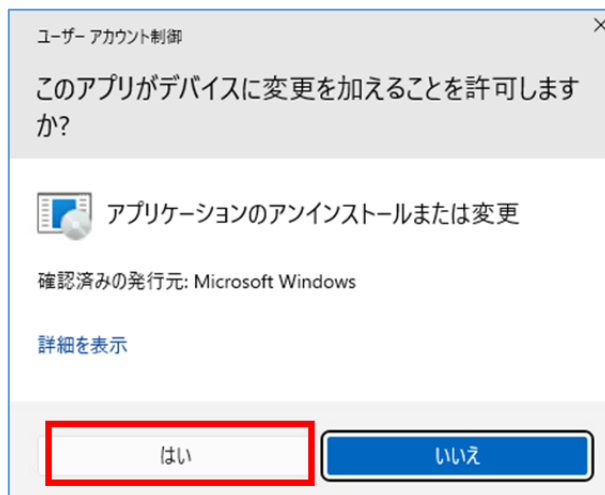 ユーザー アカウント制御
このアプリがデバイスに変更を加えることを許可します
か?
アプリケーションのアンインストールまたは変更
確認済みの発行元: Microsoft Windows
詳細を表示
はい
いいえ